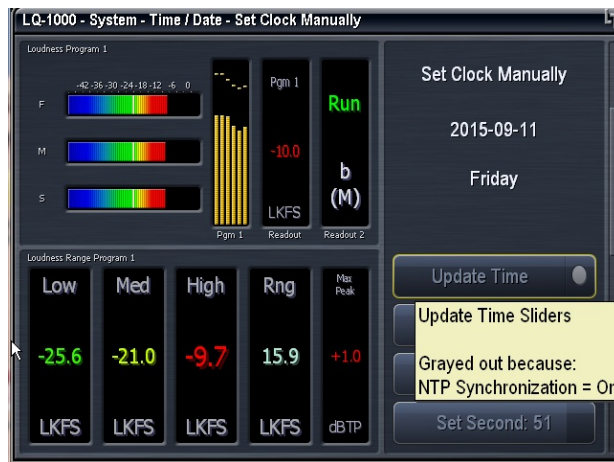 LQ-1000 - System - Time / Date - Set Clock Manually
Loudness Program 1
-42 -36 -30 -24 -18 -12 -6 0
F
M
S
Pgm 1
Pgm 1
-10.0
LKFS
Readout
Run
b
(M)
Readout 2
Loudness Range Program 1
Low
-25.6
LKFS
Med
-21.0
LKFS
High
-9.7
LKFS
Rng
15.9
LKFS
Max
Peak
+1.0
dBTP
Set Clock Manually
2015-09-11
Friday
Update Time
Update Time Sliders
Grayed out because:
NTP Synchronization =
Set Second: 51